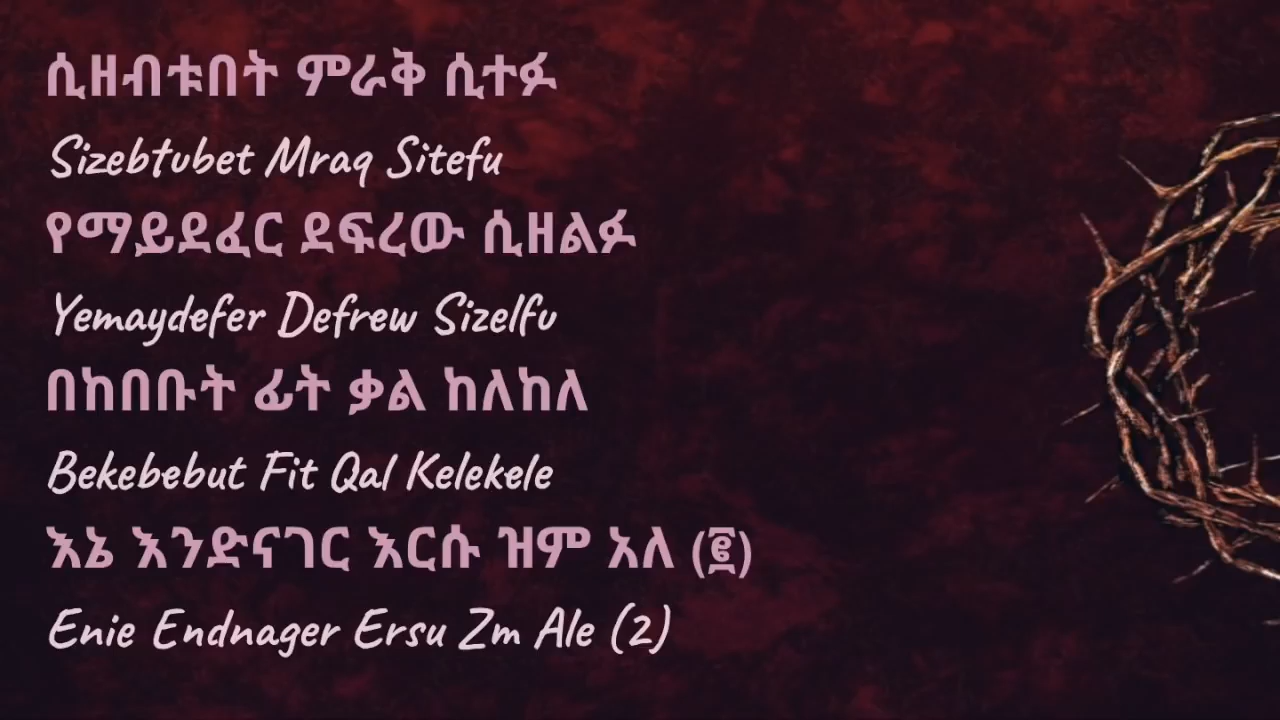 ሲዘብቱበት ምራቅ ሲተፉ
Sizebtubet Mraq Sitefu
የማይደፈር ደፍረው ሲዘልፉ
Yemaydefer Defrew Sizelfu
በከበቡት ፊት ቃል ከለከለ
Bekebebut Fit Qal Kelekele
እኔ እንድናገር እርሱ ዝም አለ (፪)
Enie Endnager Ersu Zm Ale (2)